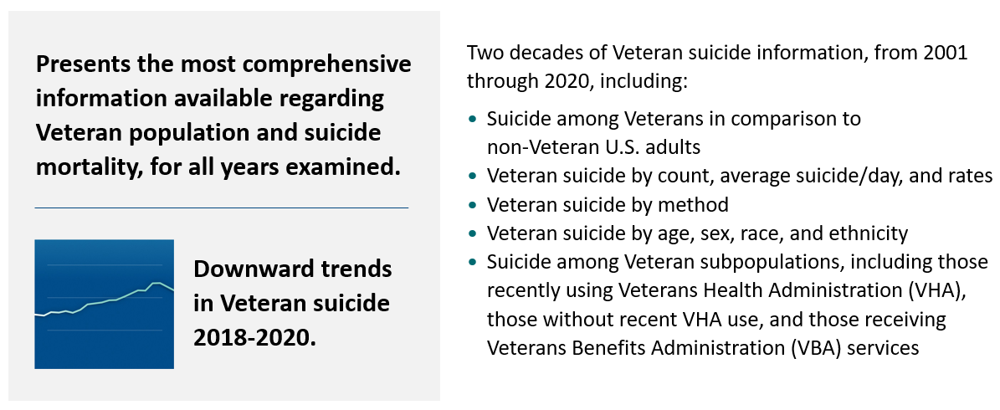 Presents the most comprehensive
information available regarding
Veteran population and suicide
mortality, for all years examined.
Downward trends
in Veteran suicide
2018-2020.
Two decades of Veteran suicide information, from 2001
through 2020, including:
• Suicide among Veterans in comparison to
non-Veteran U.S. adults
• Veteran suicide by count, average suicide/day, and rates
• Veteran suicide by method
• Veteran suicide by age, sex, race, and ethnicity
• Suicide among Veteran subpopulations, including those
recently using Veterans Health Administration (VHA),
those without recent VHA use, and those receiving
Veterans Benefits Administration (VBA) services